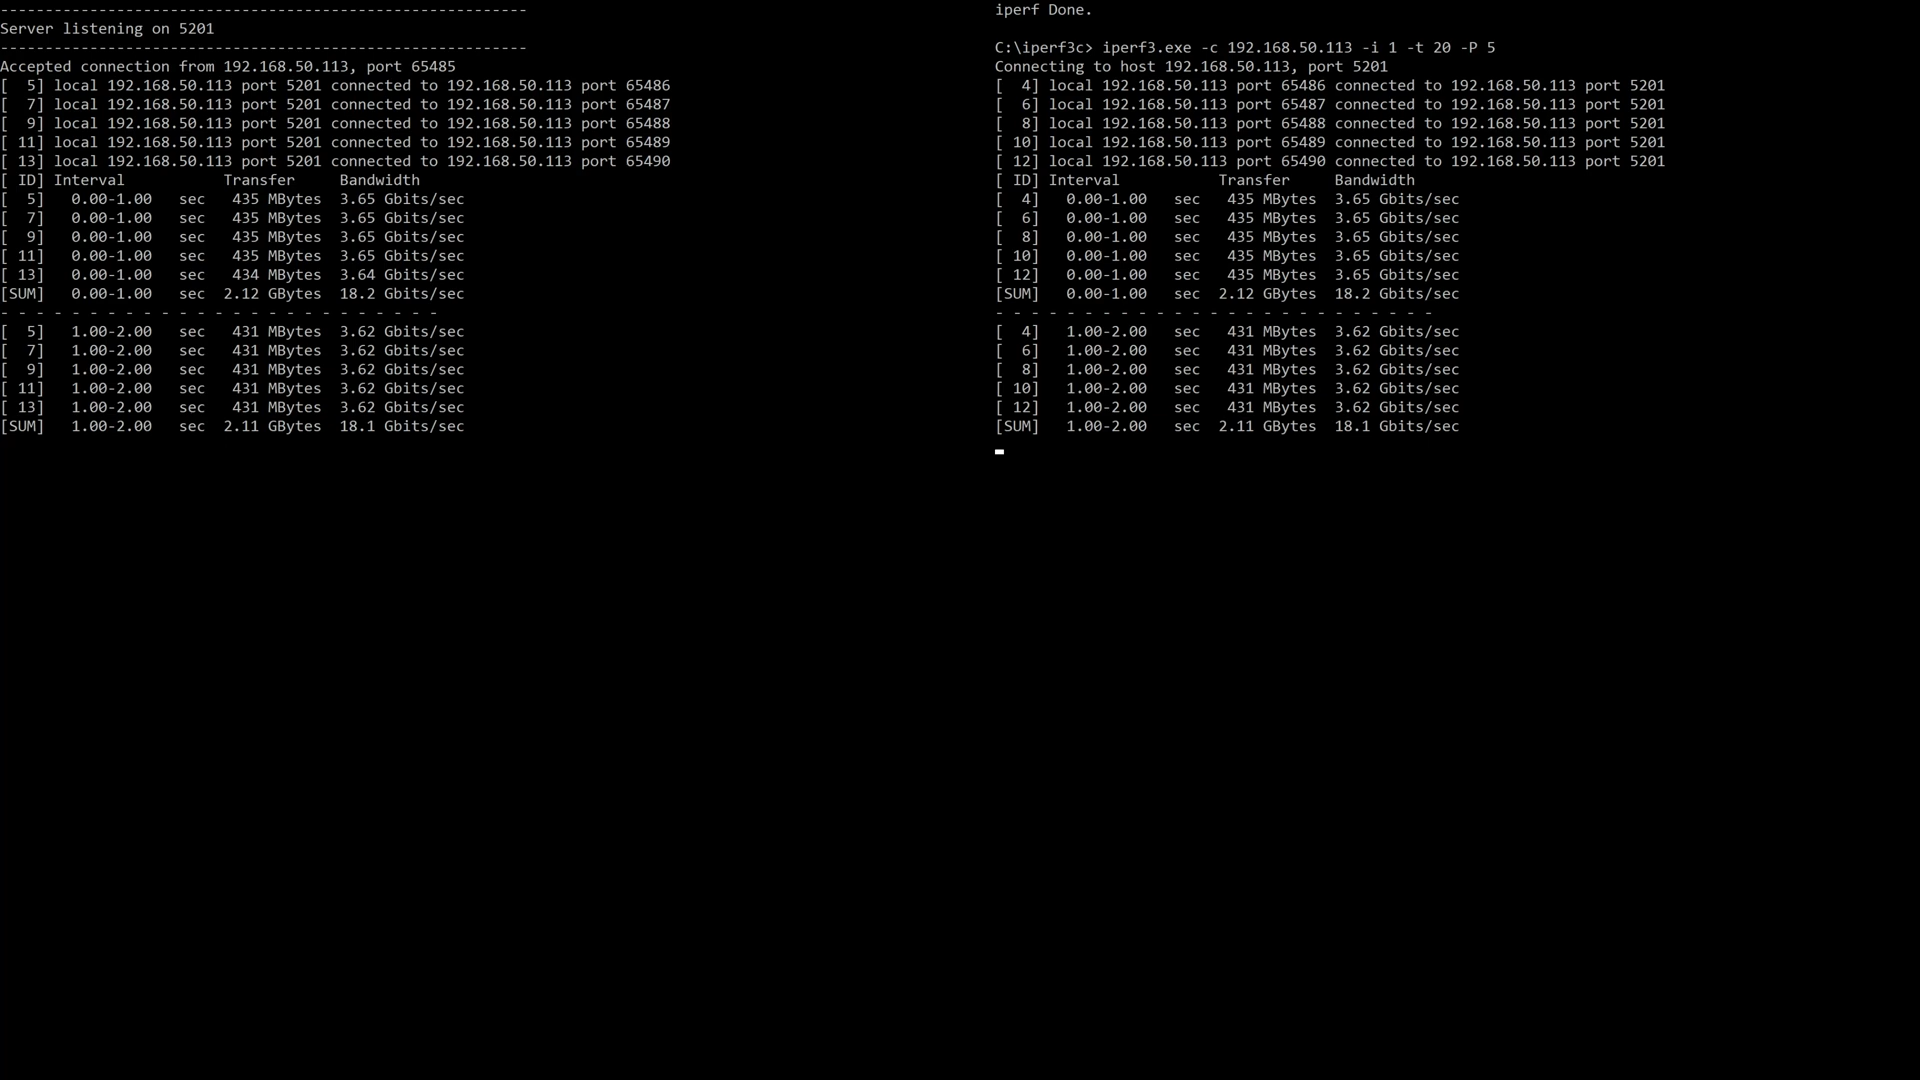 -----------------------------------------------------------
Server listening on 5201
-----------------------------------------------------------
Accepted connection from 192.168.50.113, port 65485
[  5] local 192.168.50.113 port 5201 connected to 192.168.50.113 port 65486
[  7] local 192.168.50.113 port 5201 connected to 192.168.50.113 port 65487
[  9] local 192.168.50.113 port 5201 connected to 192.168.50.113 port 65488
[ 11] local 192.168.50.113 port 5201 connected to 192.168.50.113 port 65489
[ 13] local 192.168.50.113 port 5201 connected to 192.168.50.113 port 65490
[ ID] Interval           Transfer     Bandwidth
[  5]   0.00-1.00   sec   435 MBytes  3.65 Gbits/sec
[  7]   0.00-1.00   sec   435 MBytes  3.65 Gbits/sec
[  9]   0.00-1.00   sec   435 MBytes  3.65 Gbits/sec
[ 11]   0.00-1.00   sec   435 MBytes  3.65 Gbits/sec
[ 13]   0.00-1.00   sec   434 MBytes  3.64 Gbits/sec
[SUM]   0.00-1.00   sec  2.12 GBytes  18.2 Gbits/sec
- - - - - - - - - - - - - - - - - - - - - - - - -
[  5]   1.00-2.00   sec   431 MBytes  3.62 Gbits/sec
[  7]   1.00-2.00   sec   431 MBytes  3.62 Gbits/sec
[  9]   1.00-2.00   sec   431 MBytes  3.62 Gbits/sec
[ 11]   1.00-2.00   sec   431 MBytes  3.62 Gbits/sec
[ 13]   1.00-2.00   sec   431 MBytes  3.62 Gbits/sec
[SUM]   1.00-2.00   sec  2.11 GBytes  18.1 Gbits/sec
iperf Done.
C:\iperf3c> iperf3.exe -c 192.168.50.113 -i 1 -t 20 -P 5
Connecting to host 192.168.50.113, port 5201
[  4] local 192.168.50.113 port 65486 connected to 192.168.50.113 port 5201
[  6] local 192.168.50.113 port 65487 connected to 192.168.50.113 port 5201
[  8] local 192.168.50.113 port 65488 connected to 192.168.50.113 port 5201
[ 10] local 192.168.50.113 port 65489 connected to 192.168.50.113 port 5201
[ 12] local 192.168.50.113 port 65490 connected to 192.168.50.113 port 5201
[ ID] Interval           Transfer     Bandwidth
[  4]   0.00-1.00   sec   435 MBytes  3.65 Gbits/sec
[  6]   0.00-1.00   sec   435 MBytes  3.65 Gbits/sec
[  8]   0.00-1.00   sec   435 MBytes  3.65 Gbits/sec
[ 10]   0.00-1.00   sec   435 MBytes  3.65 Gbits/sec
[ 12]   0.00-1.00   sec   435 MBytes  3.65 Gbits/sec
[SUM]   0.00-1.00   sec  2.12 GBytes  18.2 Gbits/sec
- - - - - - - - - - - - - - - - - - - - - - - - -
[  4]   1.00-2.00   sec   431 MBytes  3.62 Gbits/sec
[  6]   1.00-2.00   sec   431 MBytes  3.62 Gbits/sec
[  8]   1.00-2.00   sec   431 MBytes  3.62 Gbits/sec
[ 10]   1.00-2.00   sec   431 MBytes  3.62 Gbits/sec
[ 12]   1.00-2.00   sec   431 MBytes  3.62 Gbits/sec
[SUM]   1.00-2.00   sec  2.11 GBytes  18.1 Gbits/sec